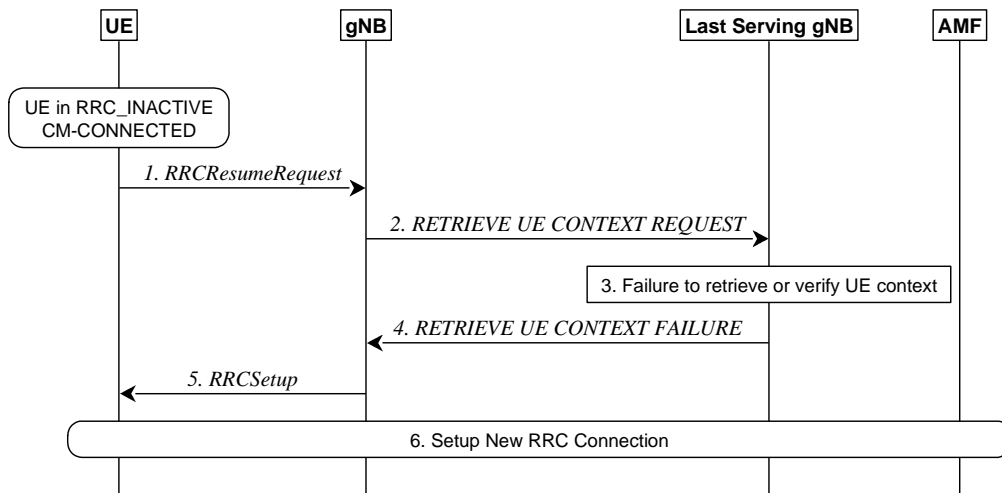 UE
gNB
Last Serving gNB
AMF
UE in RRC_INACTIVE
CM-CONNECTED
1. RRCResumeRequest
2. RETRIEVE UE CONTEXT REQUEST
3. Failure to retrieve or verify UE context
4. RETRIEVE UE CONTEXT FAILURE
5. RRCSetup
6. Setup New RRC Connection